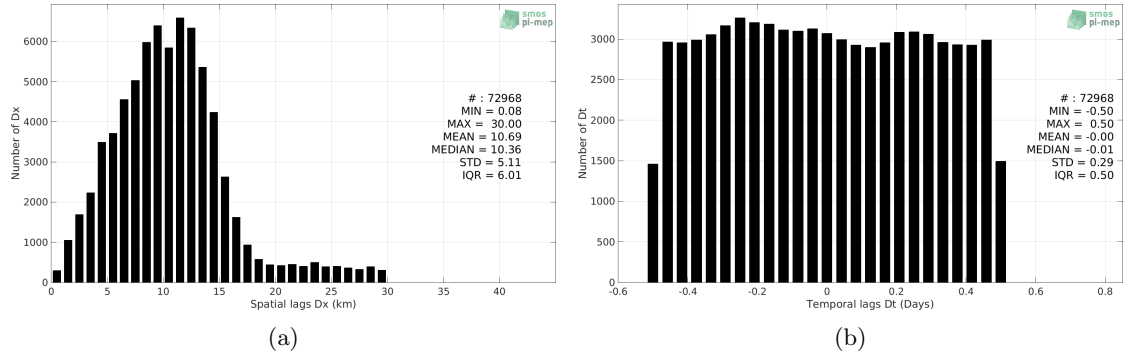 smos
pi-mep
6000
5000
4000
3000
2000
1000
0
Number of Dx
# : 72968
MIN = 0.08
MAX = 30.00
MEAN = 10.69
MEDIAN = 10.36
STD = 5.11
IQR = 6.01
0 5 10 15 20 25 30 35 40
Spatial lags Dx (km)
(a)
smos
pi-mep
3000
2500
2000
1500
1000
500
0
Number of Dt
# : 72968
MIN = -0.50
MAX = 0.50
MEAN = -0.00
MEDIAN = -0.01
STD = 0.29
IQR = 0.50
-0.6 -0.4 -0.2 0 0.2 0.4 0.6 0.8
Temporal lags Dt (Days)
(b)